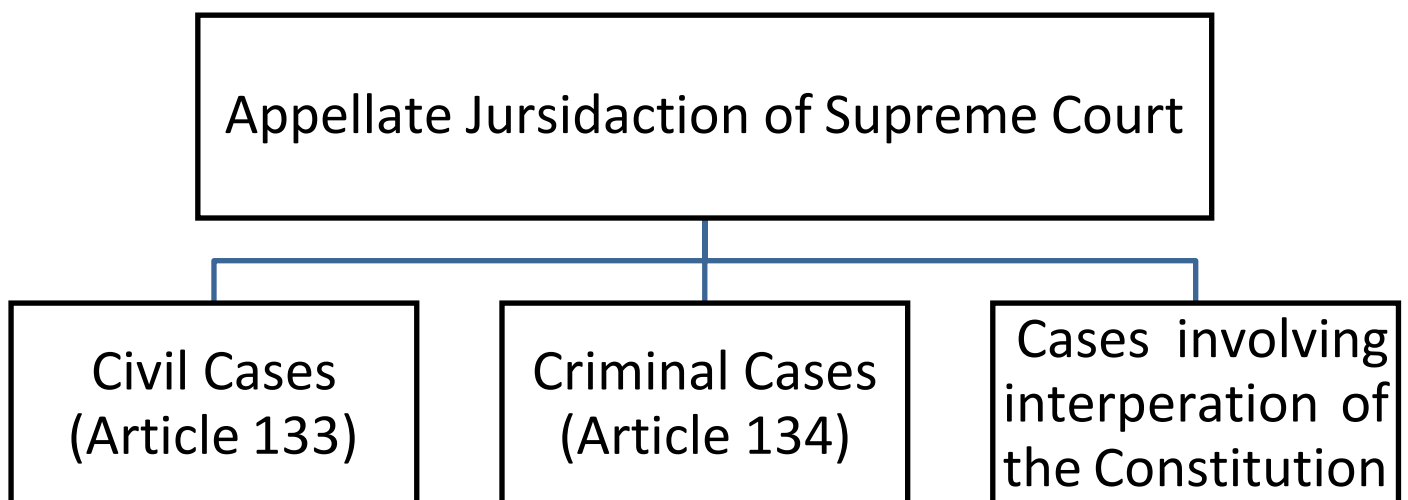 Appellate Jursidaction of Supreme Court
Civil Cases
(Article 133)
Criminal Cases
(Article 134)
Cases involving
interperation of
the Constitution